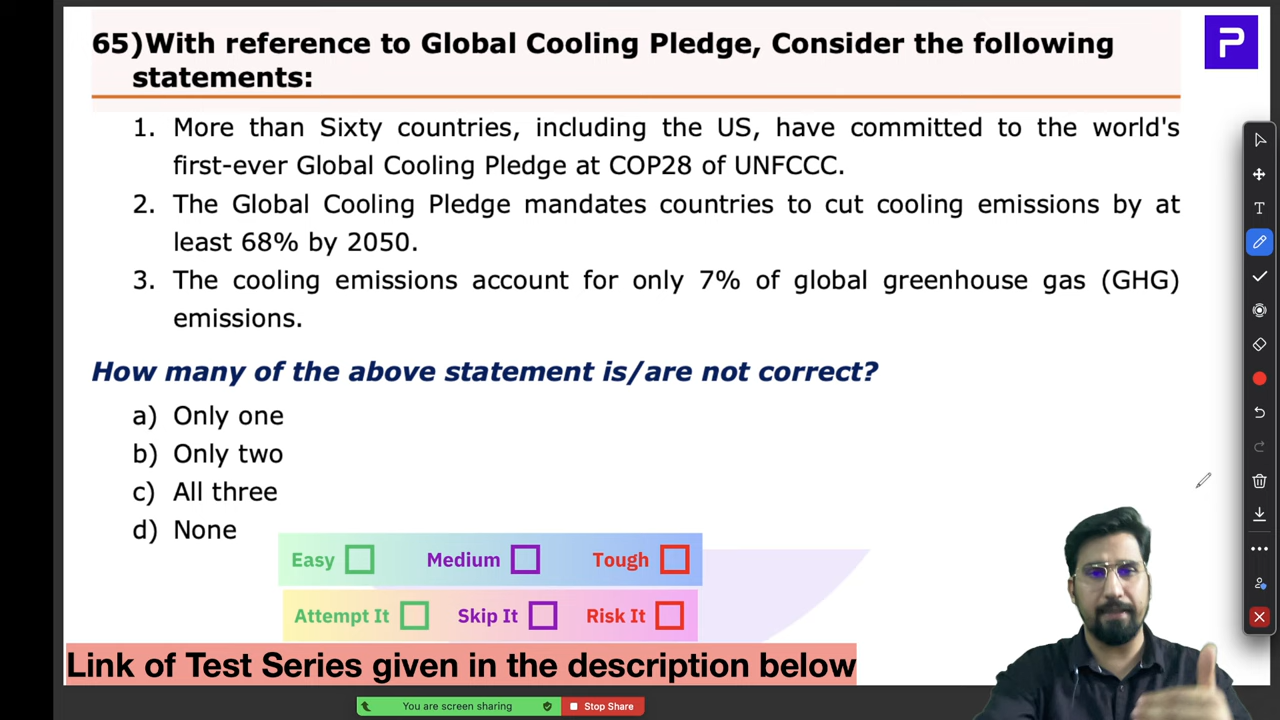 65)With reference to Global Cooling Pledge, Consider the following
statements:
P
1. More than Sixty countries, including the US, have committed to the world's
first-ever Global Cooling Pledge at COP28 of UNFCCC.
2. The Global Cooling Pledge mandates countries to cut cooling emissions by at
least 68% by 2050.
3. The cooling emissions account for only 7% of global greenhouse gas (GHG)
emissions.
How many of the above statement is/are not correct?
a) Only one
b) Only two
c) All three
d) None
Easy Medium Tough
Attempt It Skip It Risk It
Link of Test Series given in the description below
You are screen sharing Stop Share